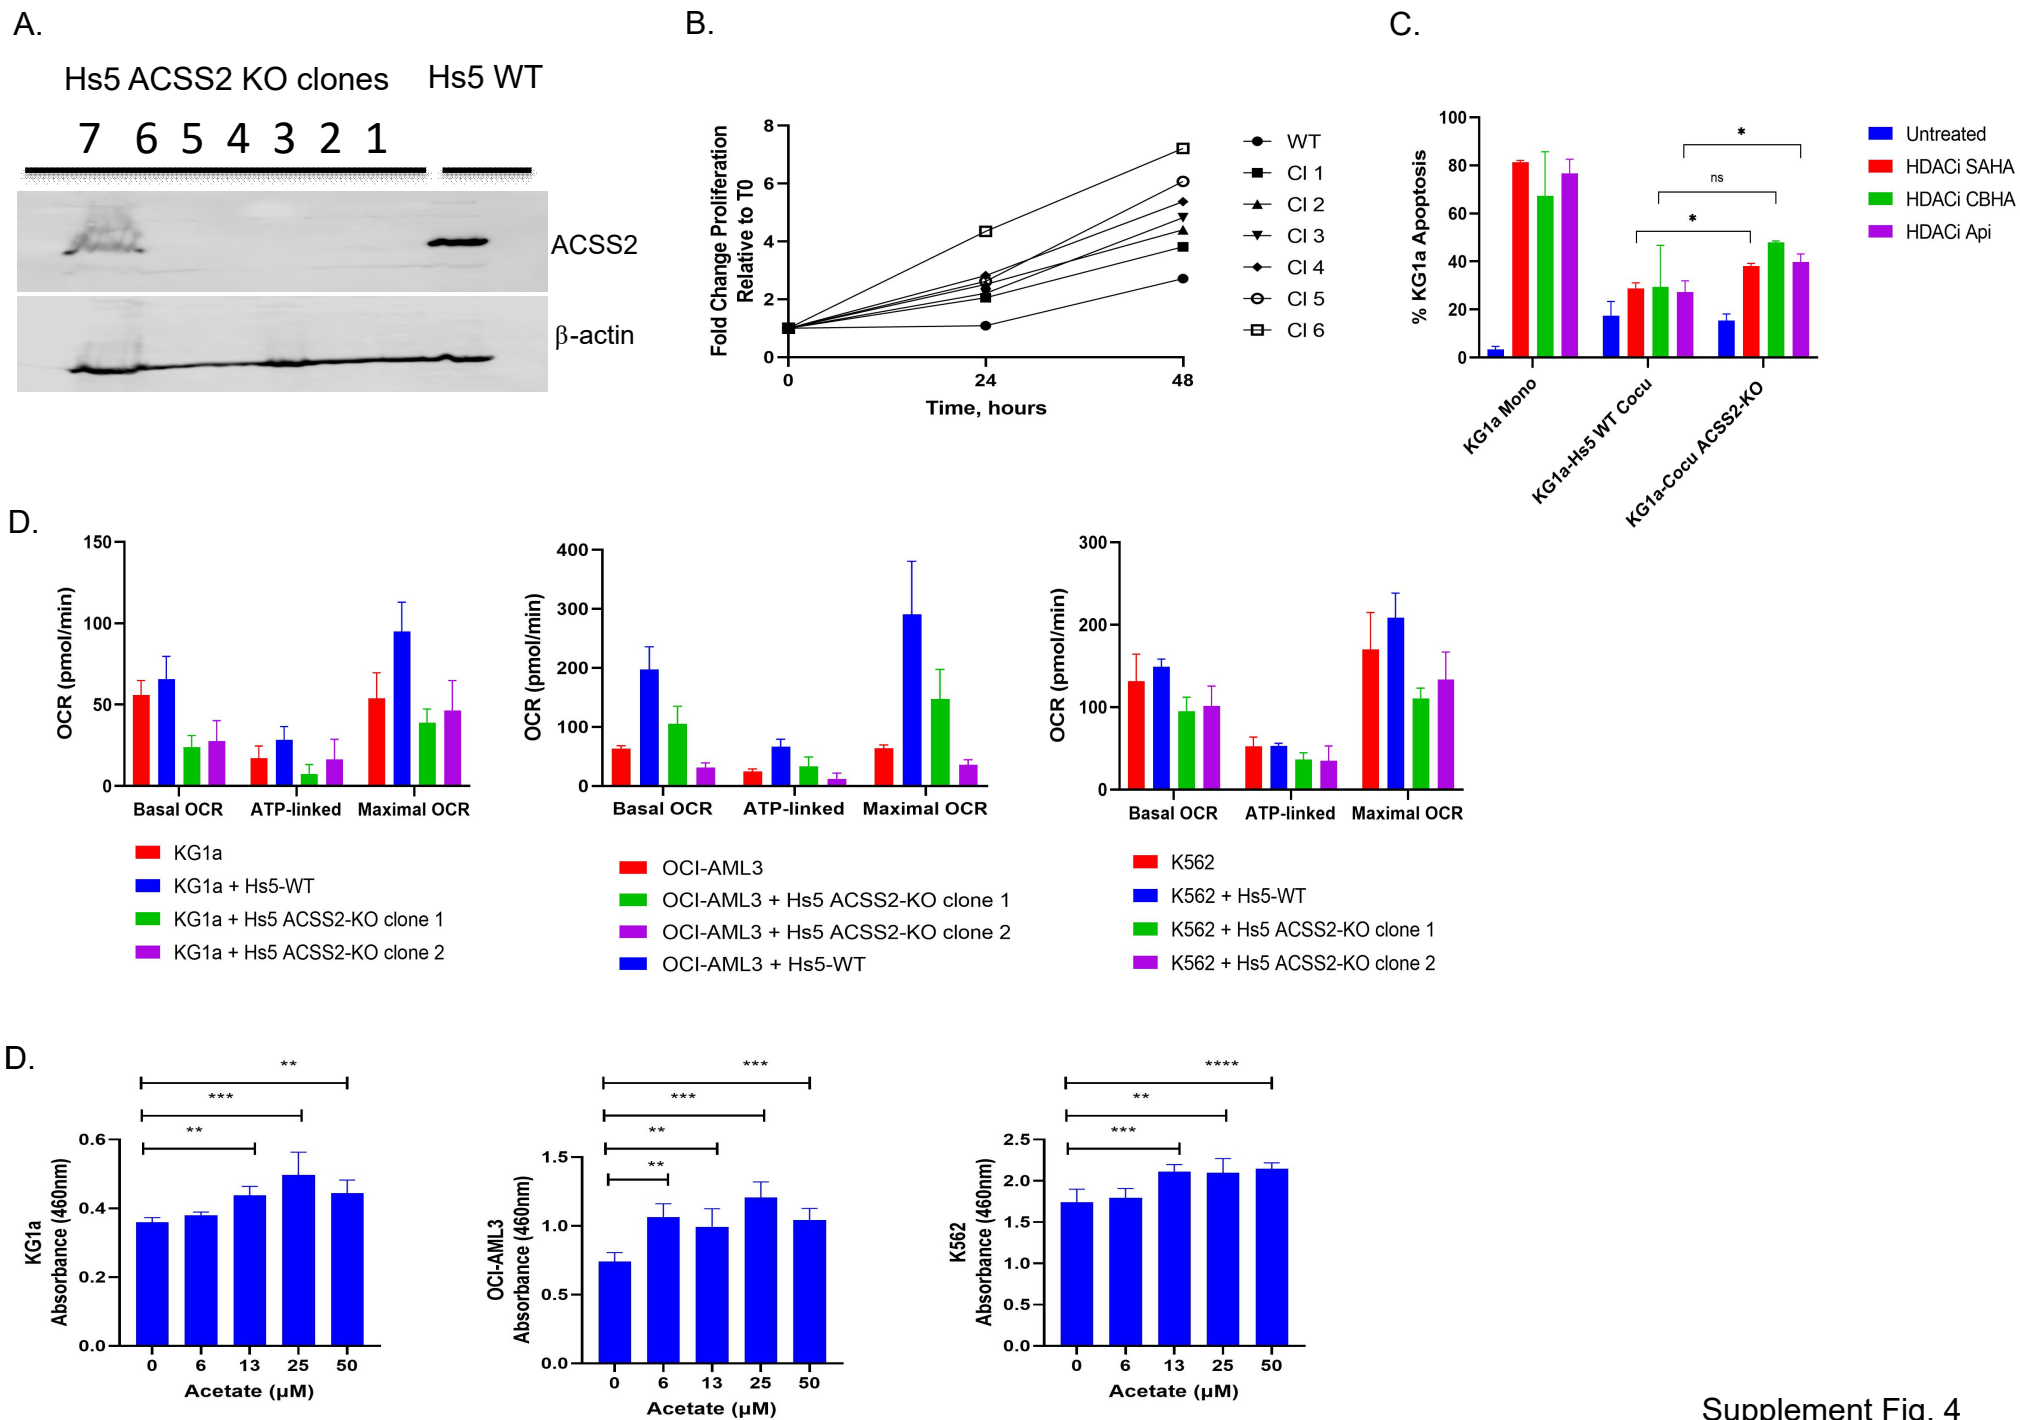 A.
Hs5 ACSS2 KO clones
Hs5 WT
7 6 5 4 3 2 1
ACSS2
β-actin
B.
Fold Change Proliferation
Relative to T0
8
6
4
2
0
0 24 48
Time, hours
WT
Cl 1
Cl 2
Cl 3
Cl 4
Cl 5
Cl 6
C.
% KG1a Apoptosis
100
80
60
40
20
0
*
ns
*
KG1a Mono
KG1a-Hs5 WT Cocu
KG1a-Cocu ACSS2-KO
Untreated
HDACi SAHA
HDACi CBHA
HDACi Api
D.
OCR (pmol/min)
150
100
50
0
Basal OCR ATP-linked Maximal OCR
KG1a
KG1a + Hs5-WT
KG1a + Hs5 ACSS2-KO clone 1
KG1a + Hs5 ACSS2-KO clone 2
OCR (pmol/min)
400
300
200
100
0
Basal OCR ATP-linked Maximal OCR
OCI-AML3
OCI-AML3 + Hs5 ACSS2-KO clone 1
OCI-AML3 + Hs5 ACSS2-KO clone 2
OCI-AML3 + Hs5-WT
OCR (pmol/min)
300
200
100
0
Basal OCR ATP-linked Maximal OCR
K562
K562 + Hs5-WT
K562 + Hs5 ACSS2-KO clone 1
K562 + Hs5 ACSS2-KO clone 2
D.
**
***
**
KG1a
Absorbance (460nm)
0.6
0.4
0.2
0.0
0 6 13 25 50
Acetate (µM)
***
***
**
**
OCI-AML3
Absorbance (460nm)
1.5
1.0
0.5
0.0
0 6 13 25 50
Acetate (µM)
****
**
***
K562
Absorbance (460nm)
2.5
2.0
1.5
1.0
0.5
0.0
0 6 13 25 50
Acetate (µM)
Supplement Fig. 4